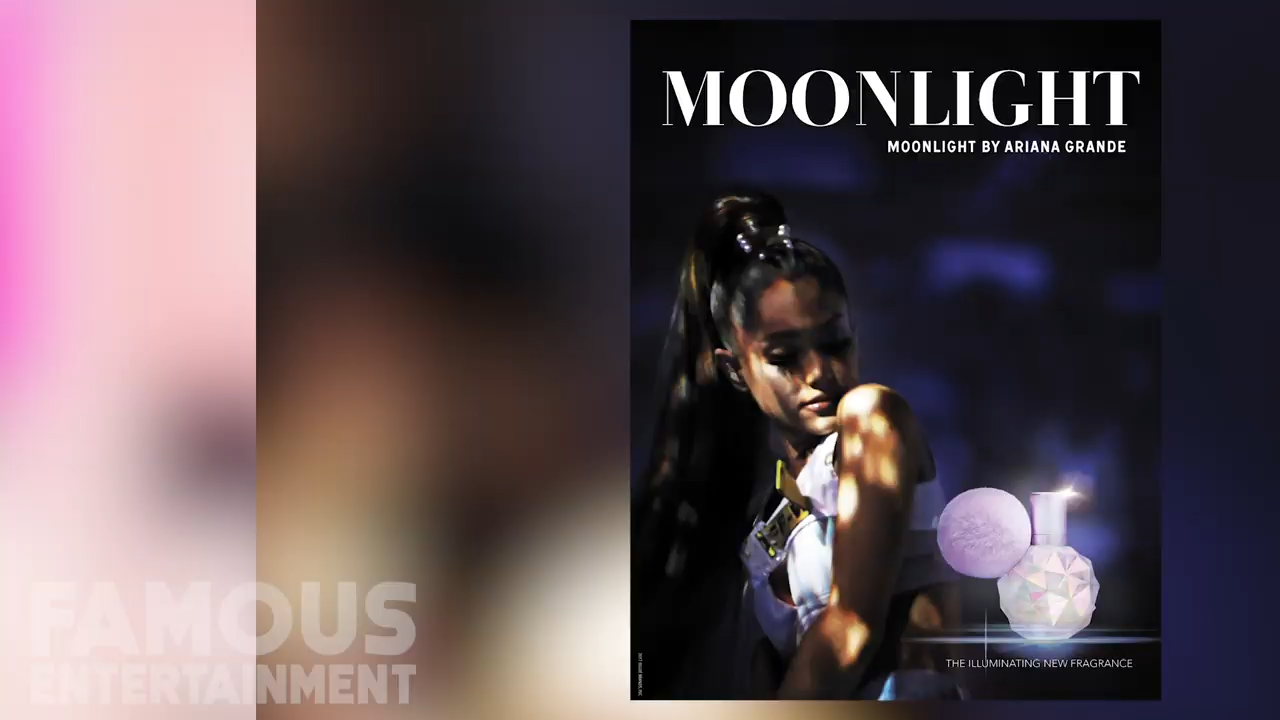 MOONLIGHT
MOONLIGHT BY ARIANA GRANDE
THE ILLUMINATING NEW FRAGRANCE
FAMOUS
ENTERTAINMENT